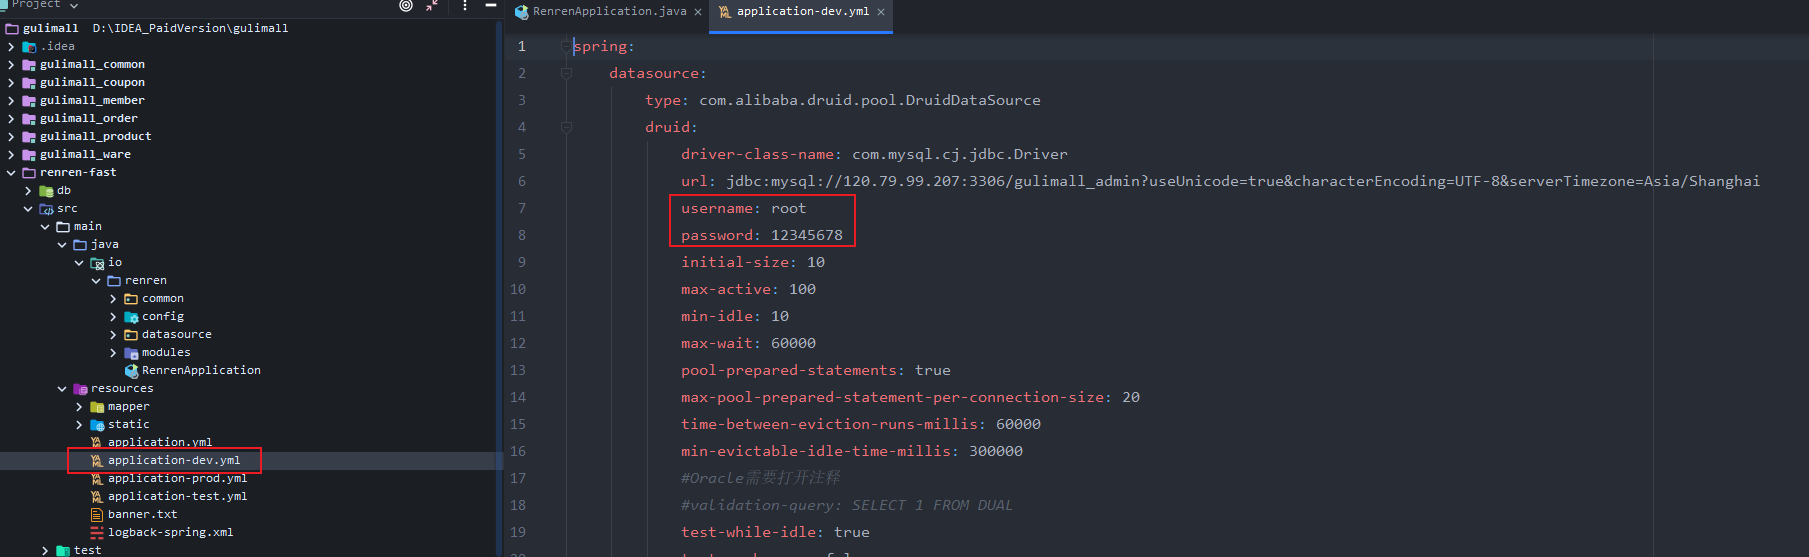 Project
gulimall D:\IDEA_PaidVersion\gulimall
.idea
gulimall_common
gulimall_coupon
gulimall_member
gulimall_order
gulimall_product
gulimall_ware
renren-fast
db
src
main
java
io
renren
common
config
datasource
modules
RenrenApplication
resources
mapper
static
application.yml
application-dev.yml
application-prod.yml
application-test.yml
banner.txt
logback-spring.xml
test
RenrenApplication.java
application-dev.yml
1 spring:
2 datasource:
3 type: com.alibaba.druid.pool.DruidDataSource
4 druid:
5 driver-class-name: com.mysql.cj.jdbc.Driver
6 url: jdbc:mysql://120.79.99.207:3306/gulimall_admin?useUnicode=true&characterEncoding=UTF-8&serverTimezone=Asia/Shanghai
7 username: root
8 password: 12345678
9 initial-size: 10
10 max-active: 100
11 min-idle: 10
12 max-wait: 60000
13 pool-prepared-statements: true
14 max-pool-prepared-statement-per-connection-size: 20
15 time-between-eviction-runs-millis: 60000
16 min-evictable-idle-time-millis: 300000
17 #Oracle需要打开注释
18 #validation-query: SELECT 1 FROM DUAL
19 test-while-idle: true